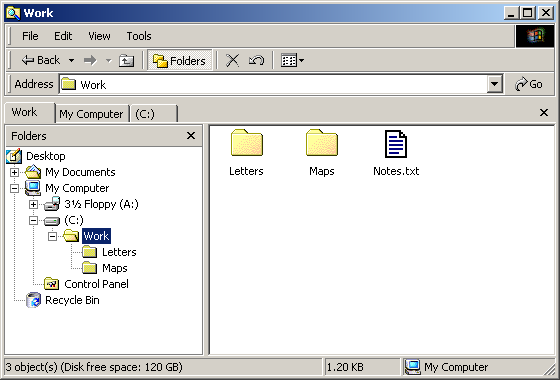 Work
File Edit View Tools
Back Folders
Address Work Go
Work My Computer (C:)
Folders
Desktop
My Documents
My Computer
3½ Floppy (A:)
(C:)
Work
Letters
Maps
Control Panel
Recycle Bin
Letters Maps Notes.txt
3 object(s) (Disk free space: 120 GB) 1.20 KB My Computer